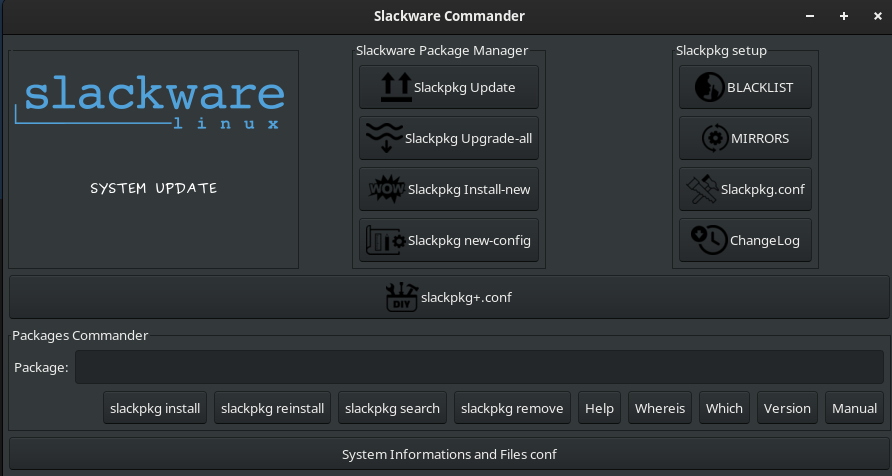 Slackware Commander
slackware
linux
SYSTEM UPDATE
Slackware Package Manager
Slackpkg Update
Slackpkg Upgrade-all
WOW Slackpkg Install-new
Slackpkg new-config
Slackpkg setup
BLACKLIST
MIRRORS
Slackpkg.conf
ChangeLog
DIY slackpkg+.conf
Packages Commander
Package:
slackpkg install slackpkg reinstall slackpkg search slackpkg remove Help Whereis Which Version Manual
System Informations and Files conf